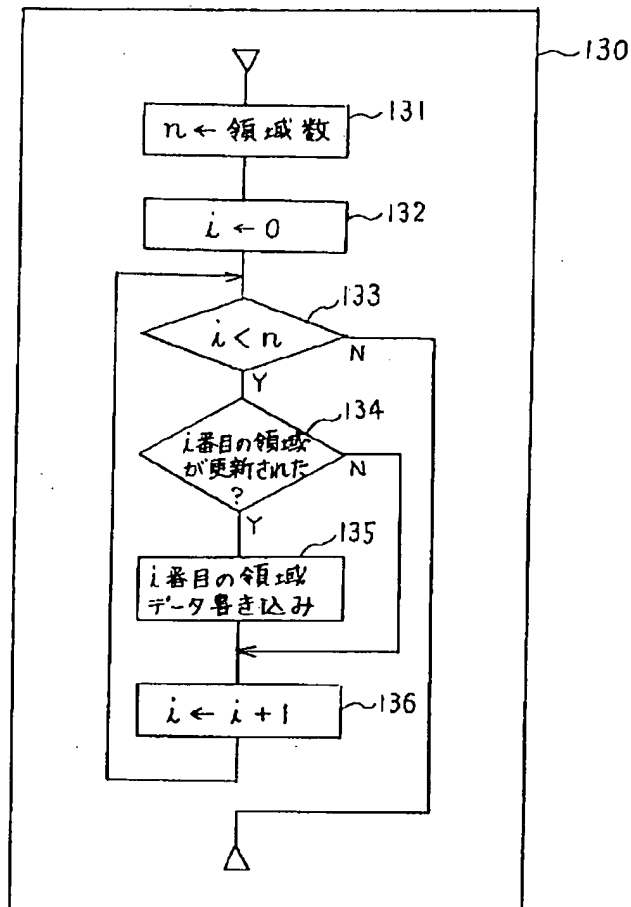 130
n ← 領域数
131
i ← 0
132
133
i < n
N
Y
134
i番目の領域
が更新された
?
N
Y
135
i番目の領域
データ書き込み
i ← i + 1
136